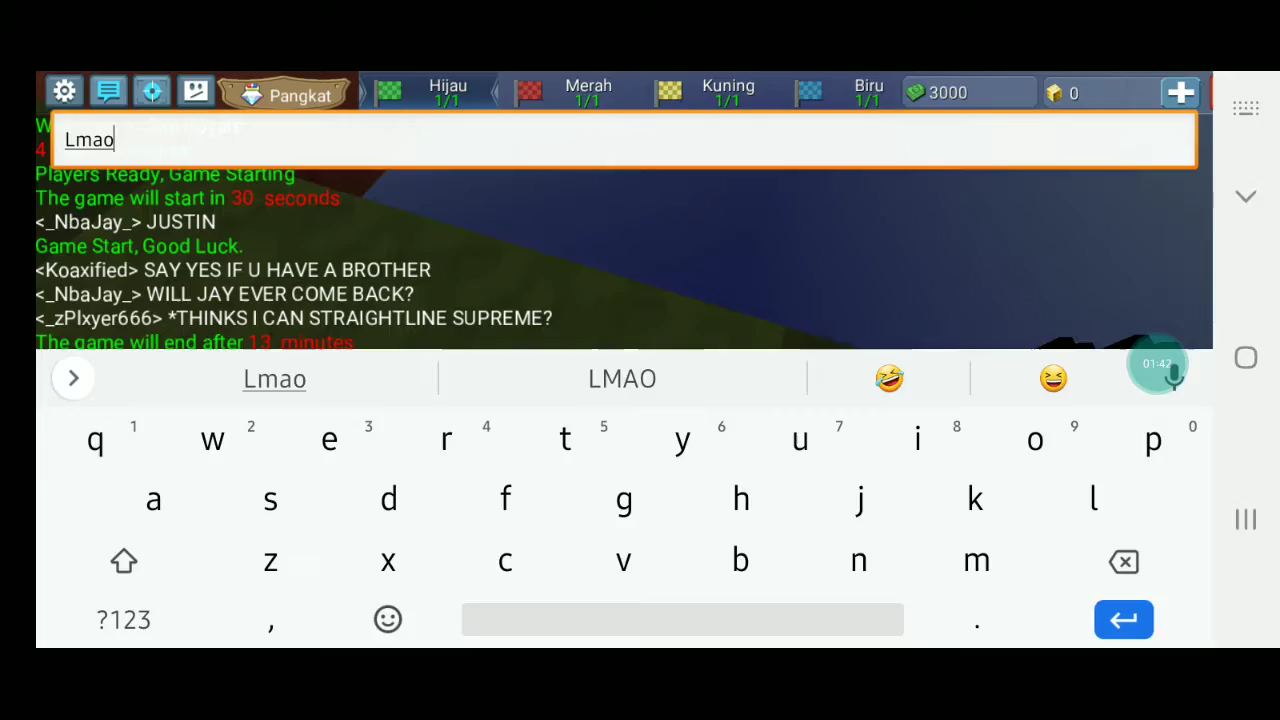 Pangkat
Hijau
1/1
Merah
1/1
Kuning
1/1
Biru
1/1
3000
0
Lmao
Players Ready, Game Starting
The game will start in 30 seconds
<_NbaJay_> JUSTIN
Game Start, Good Luck.
<Koaxified> SAY YES IF U HAVE A BROTHER
<_NbaJay_> WILL JAY EVER COME BACK?
<_zPlxyer666> *THINKS I CAN STRAIGHTLINE SUPREME?
The game will end after 13 minutes
Lmao
LMAO
01:42
q 1 w 2 e 3 r 4 t 5 y 6 u 7 i 8 o 9 p 0
a s d f g h j k l
z x c v b n m
?123 , .